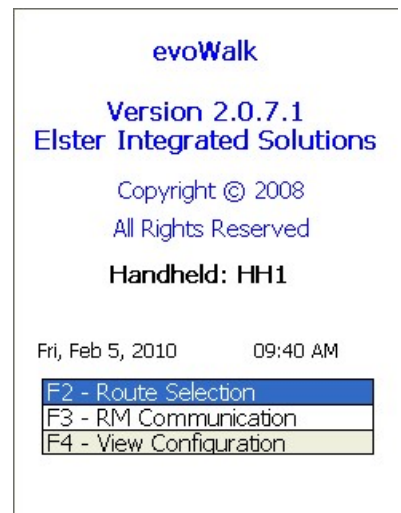 evoWalk
Version 2.0.7.1
Elster Integrated Solutions
Copyright © 2008
All Rights Reserved
Handheld: HH1
Fri, Feb 5, 2010 09:40 AM
F2 - Route Selection
F3 - RM Communication
F4 - View Configuration